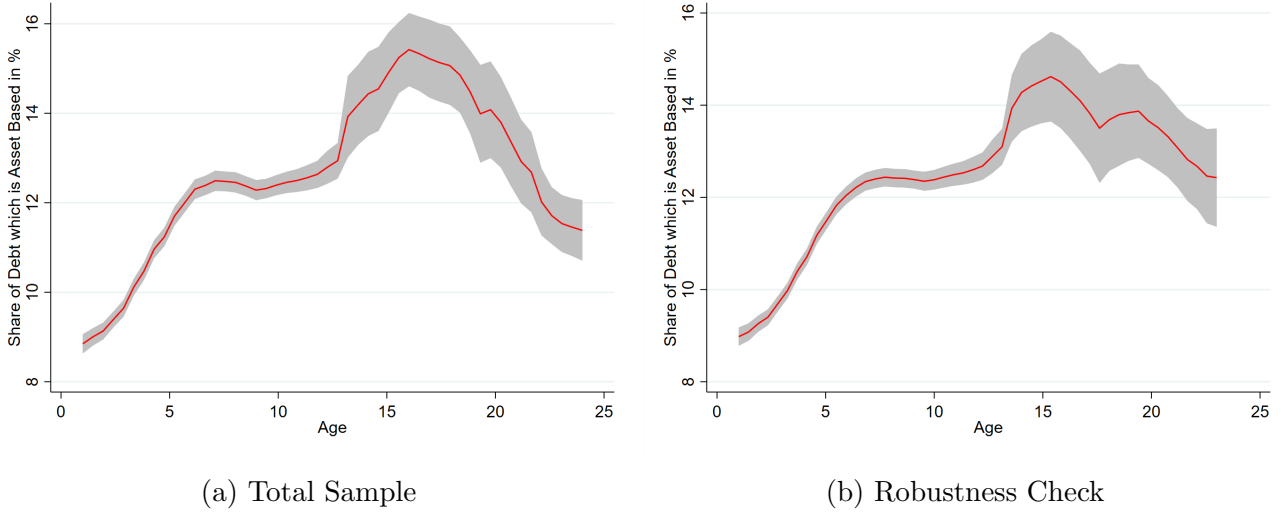 Share of Debt which is Asset Based in %
16
14
12
10
8
0 5 10 15 20 25
Age
(a) Total Sample
Share of Debt which is Asset Based in %
16
14
12
10
8
0 5 10 15 20 25
Age
(b) Robustness Check